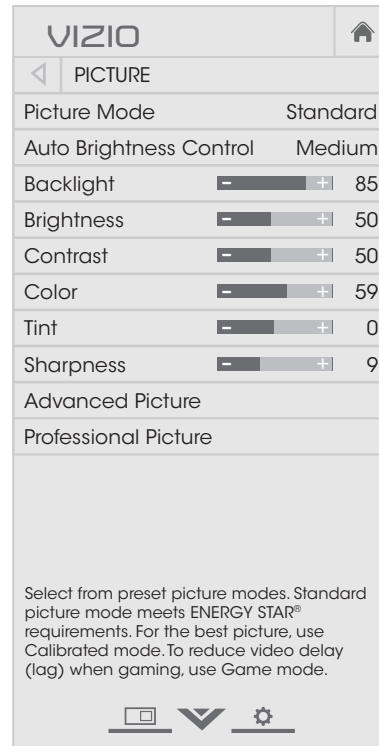 VIZIO
PICTURE
Picture Mode Standard
Auto Brightness Control Medium
Backlight - + 85
Brightness - + 50
Contrast - + 50
Color - + 59
Tint - + 0
Sharpness - + 9
Advanced Picture
Professional Picture
Select from preset picture modes. Standard
picture mode meets ENERGY STAR®
requirements. For the best picture, use
Calibrated mode. To reduce video delay
(lag) when gaming, use Game mode.